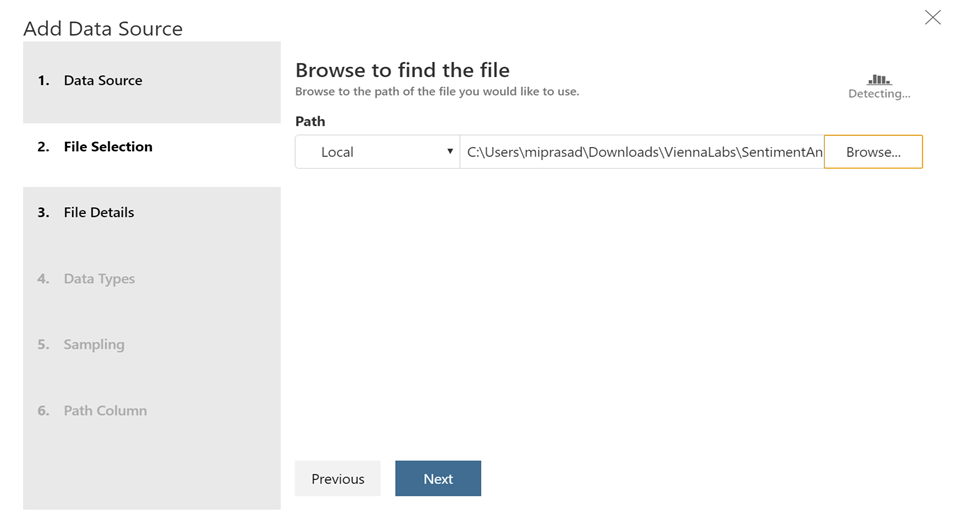 Add Data Source
1. Data Source
2. File Selection
3. File Details
4. Data Types
5. Sampling
6. Path Column
Browse to find the file
Browse to the path of the file you would like to use.
Detecting...
Path
Local
C:\Users\miprasad\Downloads\ViennaLabs\SentimentAn
Browse...
Previous
Next